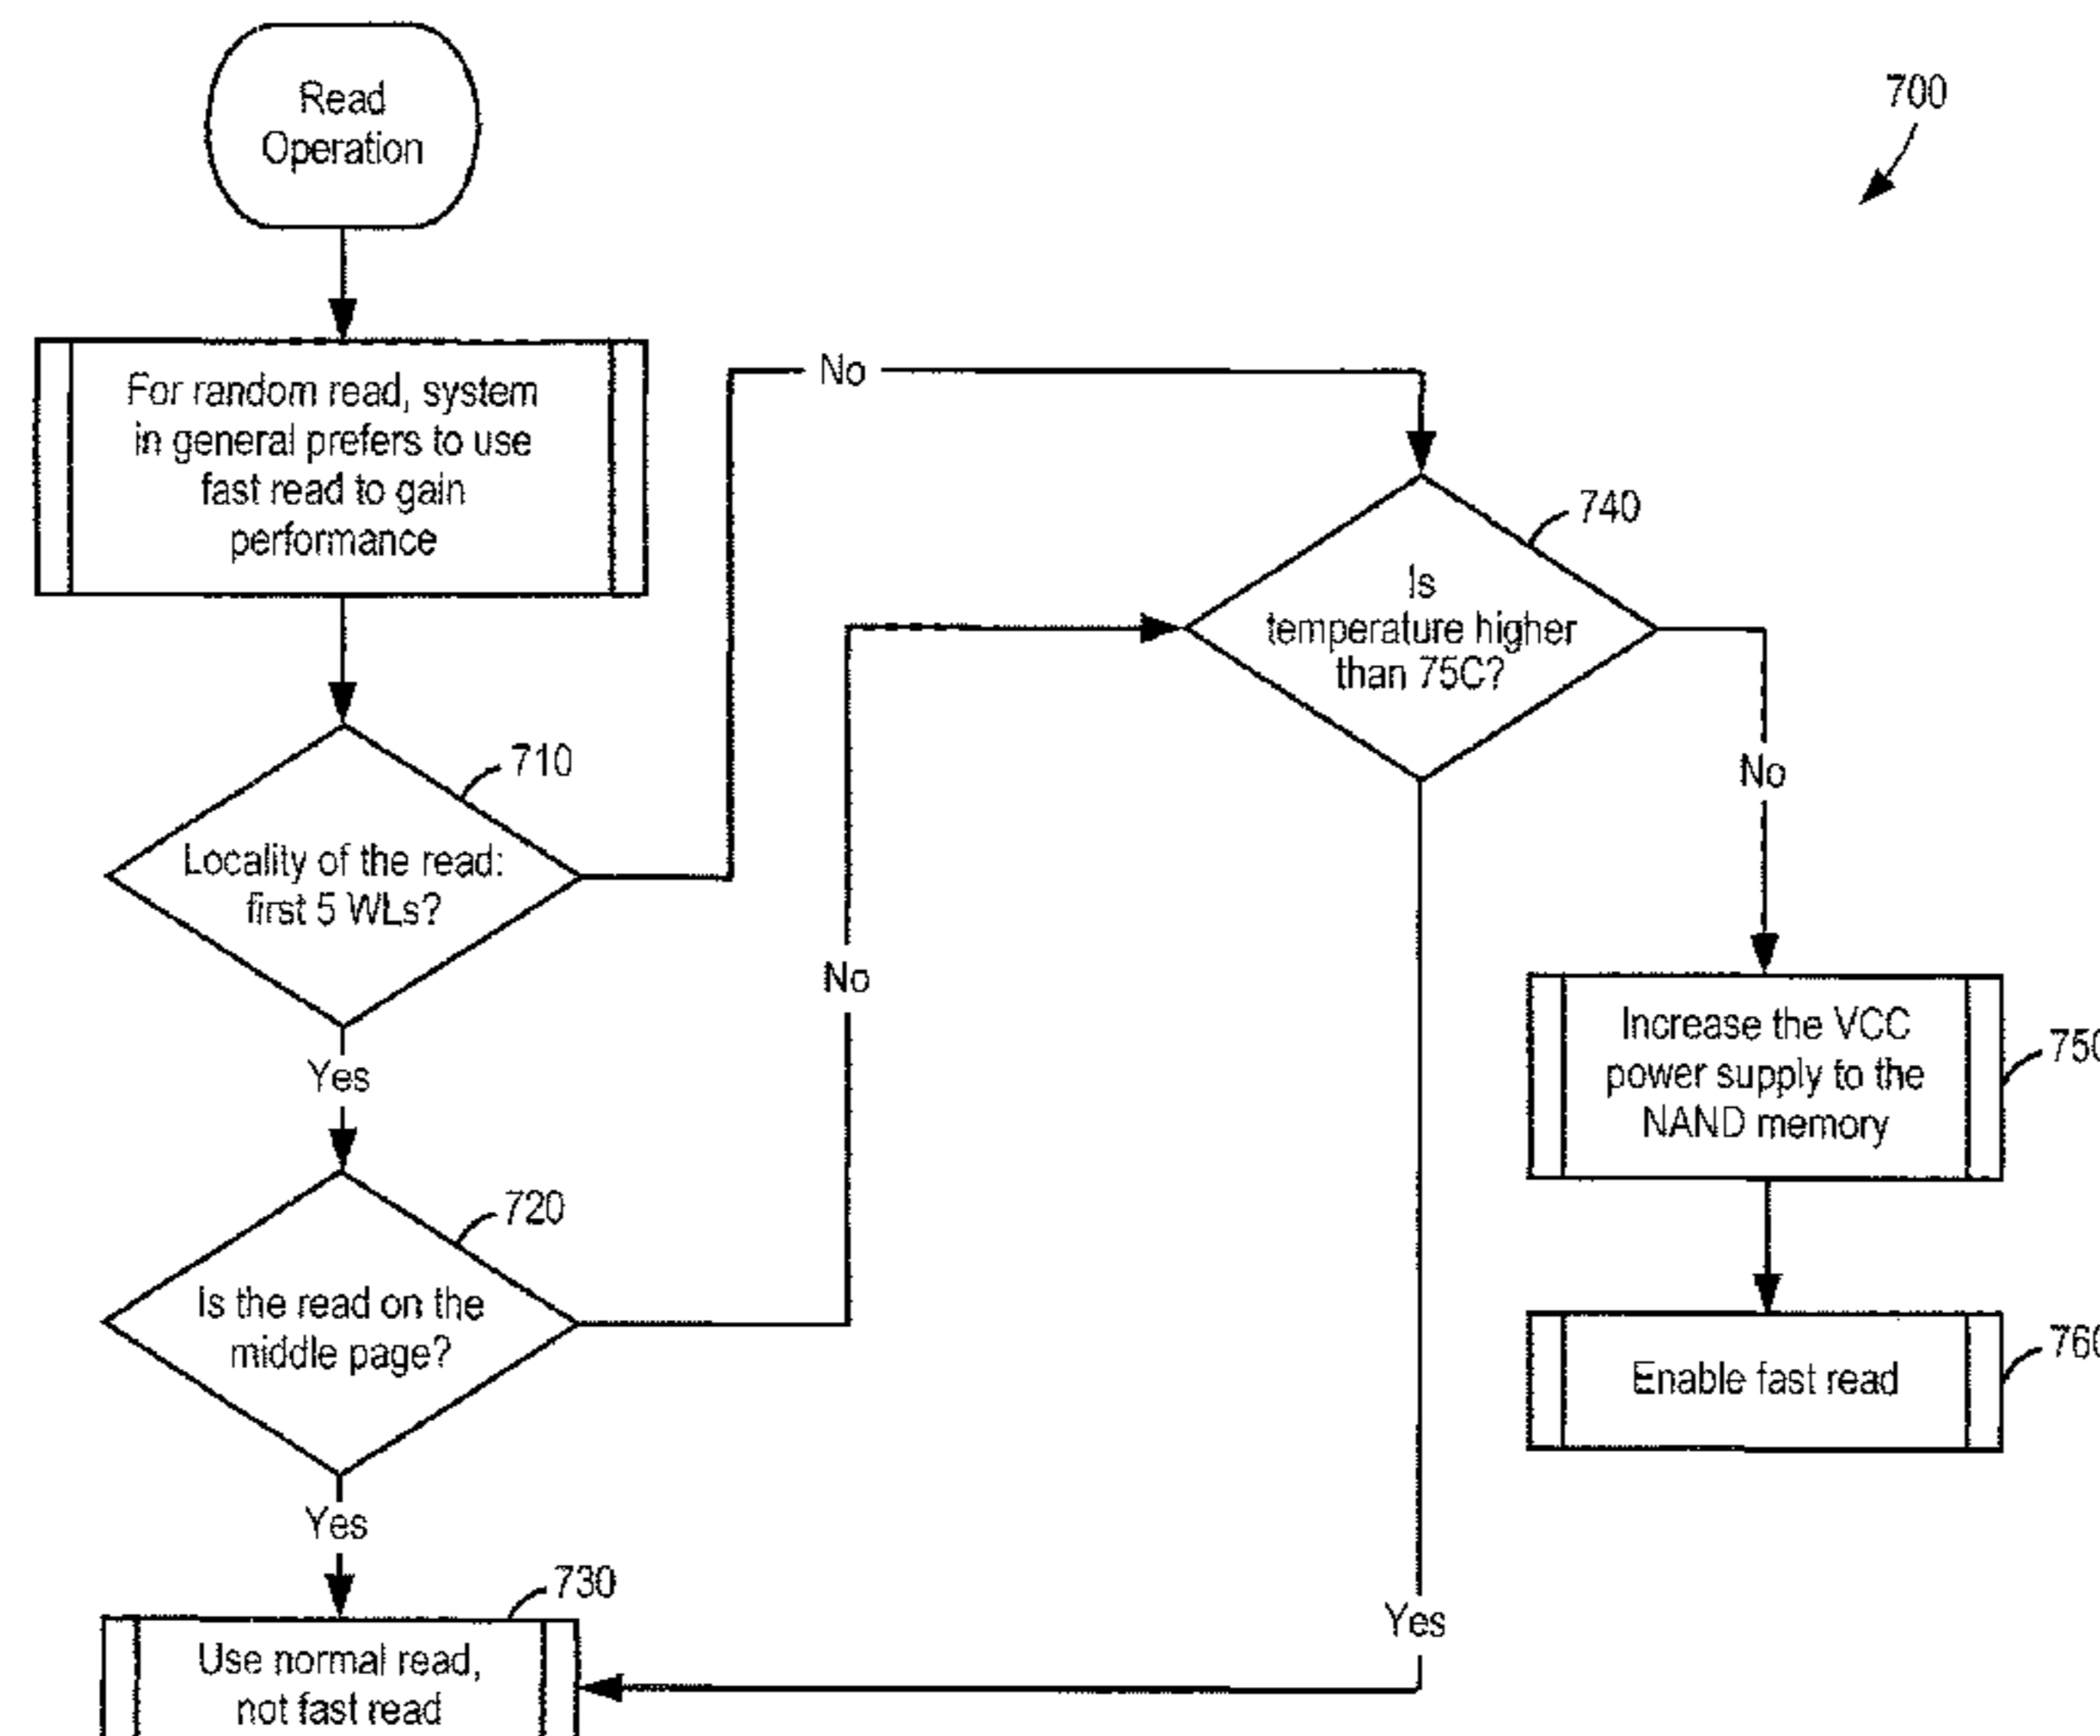 Read
Operation
700
For random read, system
in general prefers to use
fast read to gain
performance
No
740
Is
temperature higher
than 75C?
710
Locality of the read:
first 5 WLs?
No
No
Yes
Increase the VCC
power supply to the
NAND memory
750
720
Is the read on the
middle page?
Enable fast read
760
Yes
730
Use normal read,
not fast read
Yes